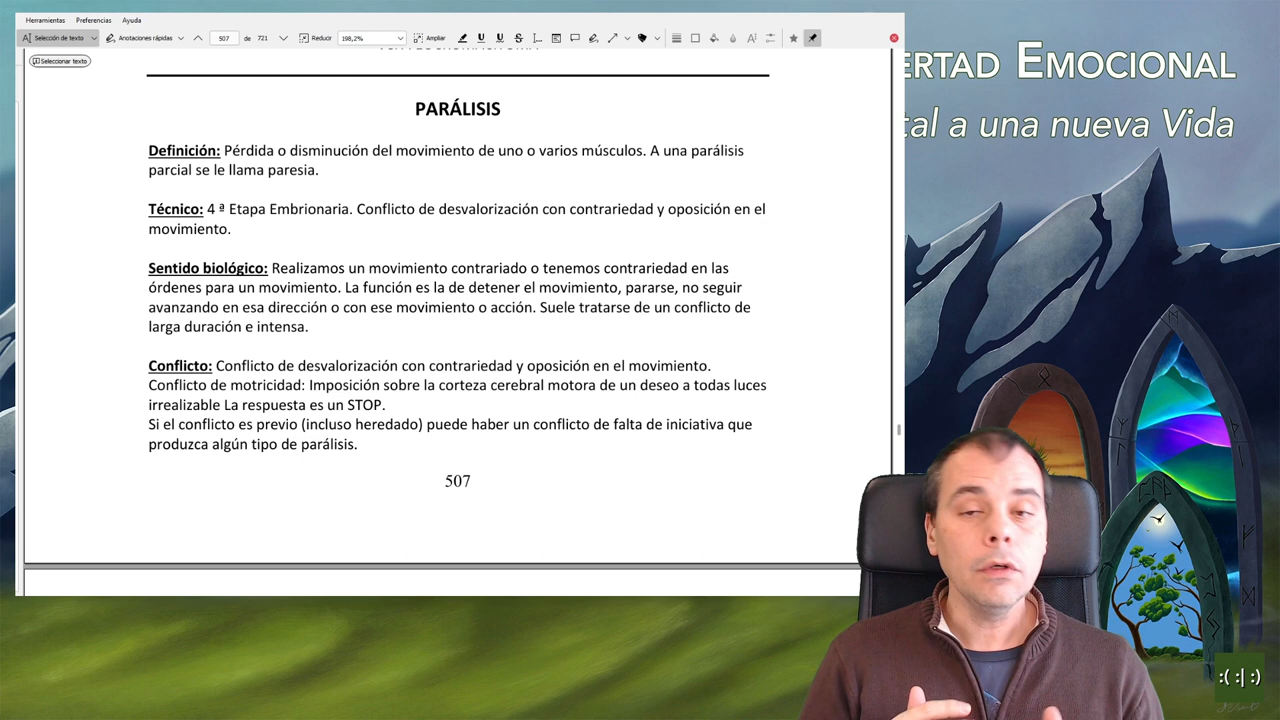 Herramientas Preferencias Ayuda
Selección de texto Anotaciones rápidas 507 de 721 Reducir 198,2% Ampliar
Seleccionar texto
ERTAD EMOCIONAL
tal a una nueva Vida
PARÁLISIS
Definición: Pérdida o disminución del movimiento de uno o varios músculos. A una parálisis
parcial se le llama paresia.
Técnico: 4 ª Etapa Embrionaria. Conflicto de desvalorización con contrariedad y oposición en el
movimiento.
Sentido biológico: Realizamos un movimiento contrariado o tenemos contrariedad en las
órdenes para un movimiento. La función es la de detener el movimiento, pararse, no seguir
avanzando en esa dirección o con ese movimiento o acción. Suele tratarse de un conflicto de
larga duración e intensa.
Conflicto: Conflicto de desvalorización con contrariedad y oposición en el movimiento.
Conflicto de motricidad: Imposición sobre la corteza cerebral motora de un deseo a todas luces
irrealizable La respuesta es un STOP.
Si el conflicto es previo (incluso heredado) puede haber un conflicto de falta de iniciativa que
produzca algún tipo de parálisis.
507
:( :| :)